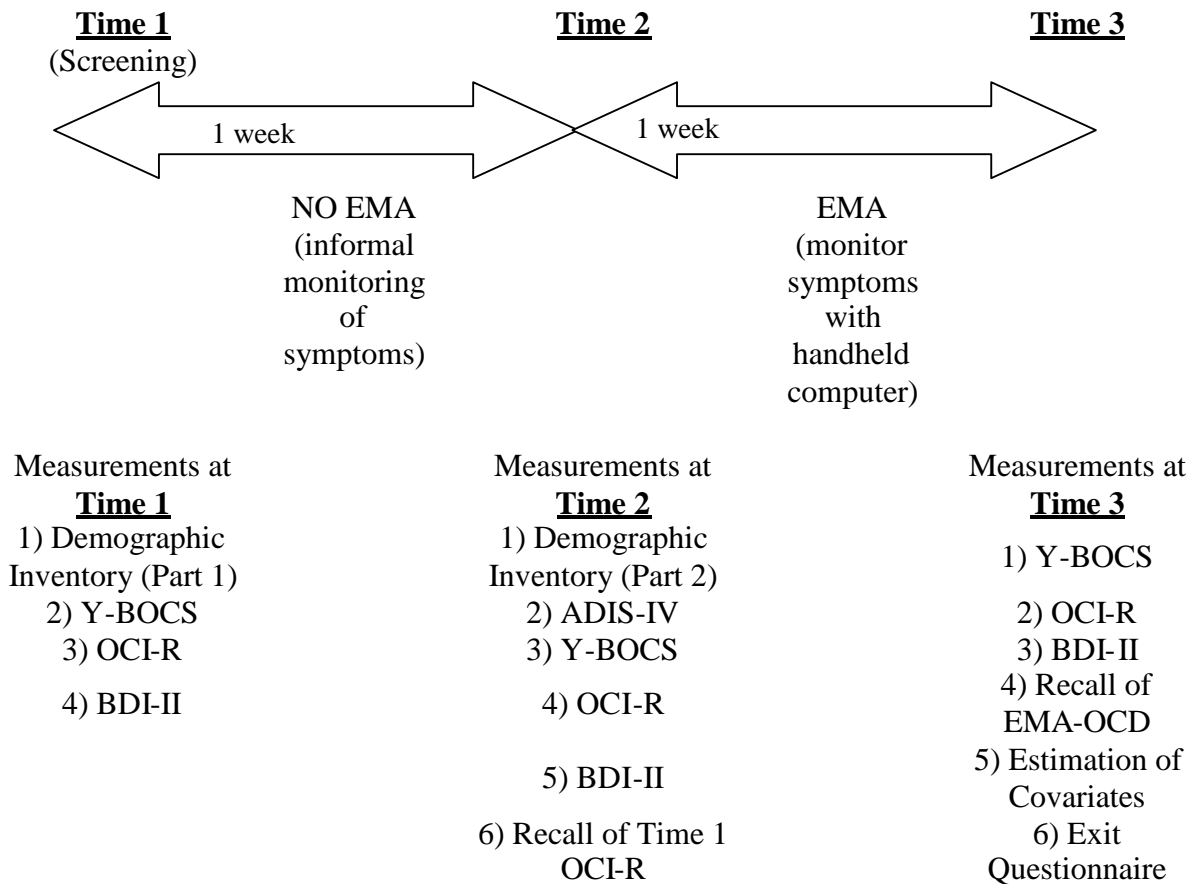 Time 1
(Screening)
Time 2
Time 3
1 week
1 week
NO EMA
(informal
monitoring
of
symptoms)
EMA
(monitor
symptoms
with
handheld
computer)
Measurements at
Time 1
1) Demographic
Inventory (Part 1)
2) Y-BOCS
3) OCI-R
4) BDI-II
Measurements at
Time 2
1) Demographic
Inventory (Part 2)
2) ADIS-IV
3) Y-BOCS
4) OCI-R
5) BDI-II
6) Recall of Time 1
OCI-R
Measurements at
Time 3
1) Y-BOCS
2) OCI-R
3) BDI-II
4) Recall of
EMA-OCD
5) Estimation of
Covariates
6) Exit
Questionnaire